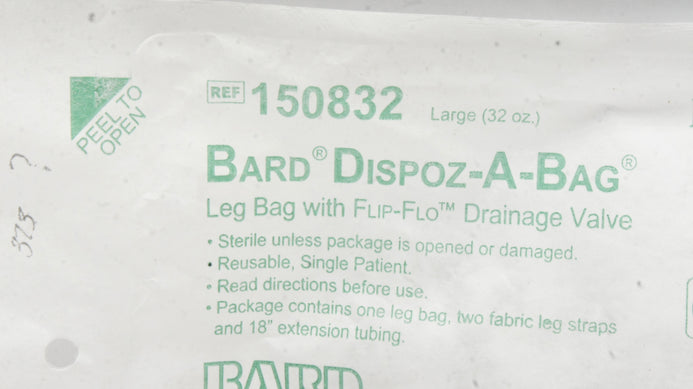 PEEL TO
OPEN
REF 150832 Large (32 oz.)
BARD® DISPOZ-A-BAG®
Leg Bag with FLIP-FLO™ Drainage Valve
• Sterile unless package is opened or damaged.
• Reusable, Single Patient.
• Read directions before use.
• Package contains one leg bag, two fabric leg straps
and 18" extension tubing.
BARD